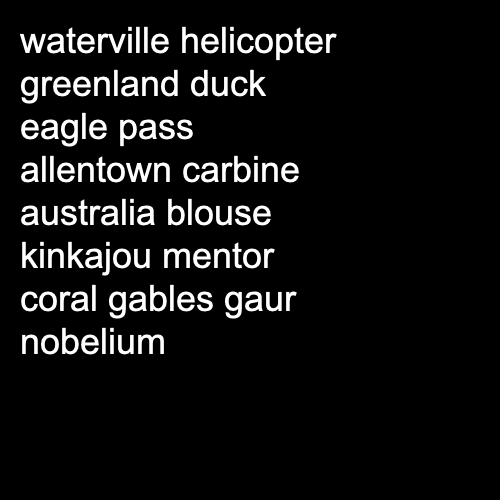 waterville helicopter
greenland duck
eagle pass
allentown carbine
australia blouse
kinkajou mentor
coral gables gaur
nobelium